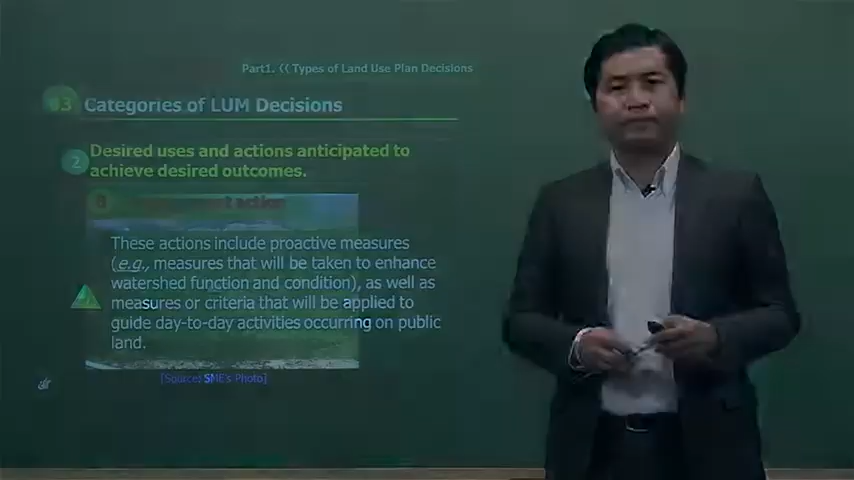 Part1. ⟨⟨ Types of Land Use Plan Decisions
03 Categories of LUM Decisions
2 Desired uses and actions anticipated to
achieve desired outcomes.
B action
These actions include proactive measures
(e.g., measures that will be taken to enhance
watershed function and condition), as well as
measures or criteria that will be applied to
guide day-to-day activities occurring on public
land.
[Source: SME's Photo]